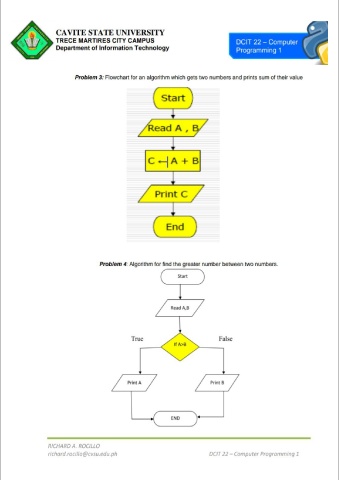 CAVITE STATE UNIVERSITY
TRECE MARTIRES CITY CAMPUS
Department of Information Technology
DCIT 22 – Computer
Programming 1
Problem 3: Flowchart for an algorithm which gets two numbers and prints sum of their value
Start
Read A , B
C ← A + B
Print C
End
Problem 4: Algorithm for find the greater number between two numbers.
Start
Read A,B
True
If A>B
False
Print A
Print B
END
RICHARD A. ROCILLO
richard.rocillo@cvsu.edu.ph
DCIT 22 – Computer Programming 1